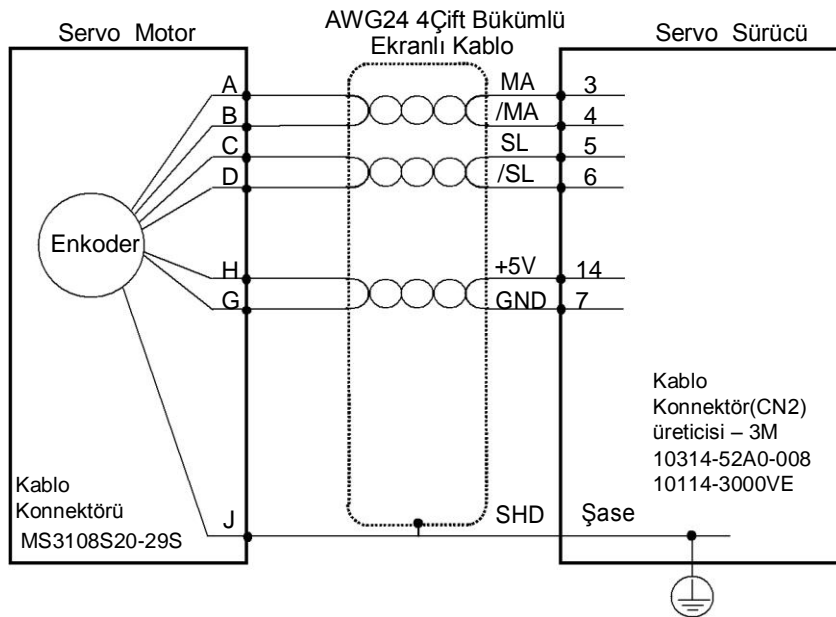 AWG24 4Çift Bükümlü
Ekranlı Kablo
Servo Motor
Servo Sürücü
A
MA
3
B
/MA
4
C
SL
5
D
/SL
6
Enkoder
H
+5V
14
G
GND
7
Kablo
Konnektör(CN2)
üreticisi – 3M
10314-52A0-008
10114-3000VE
Kablo
Konnektörü
MS3108S20-29S
J
SHD
Şase